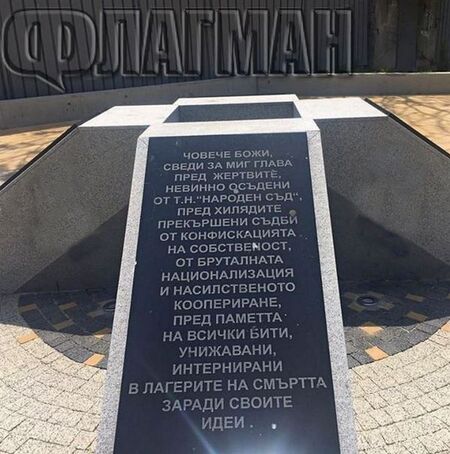 ФЛАГМАН
ЧОВЕЧЕ БОЖИ,
СВЕДИ ЗА МИГ ГЛАВА
ПРЕД ЖЕРТВИТЕ,
НЕВИННО ОСЪДЕНИ
ОТ Т.Н."НАРОДЕН СЪД",
ПРЕД ХИЛЯДИТЕ
ПРЕКЪРШЕНИ СЪДБИ
ОТ КОНФИСКАЦИЯТА
НА СОБСТВЕНОСТ,
ОТ БРУТАЛНАТА
НАЦИОНАЛИЗАЦИЯ
И НАСИЛСТВЕНОТО
КООПЕРИРАНЕ,
ПРЕД ПАМЕТТА
НА ВСИЧКИ БИТИ,
УНИЖАВАНИ,
ИНТЕРНИРАНИ
В ЛАГЕРИТЕ НА СМЪРТТА
ЗАРАДИ СВОИТЕ
ИДЕИ .